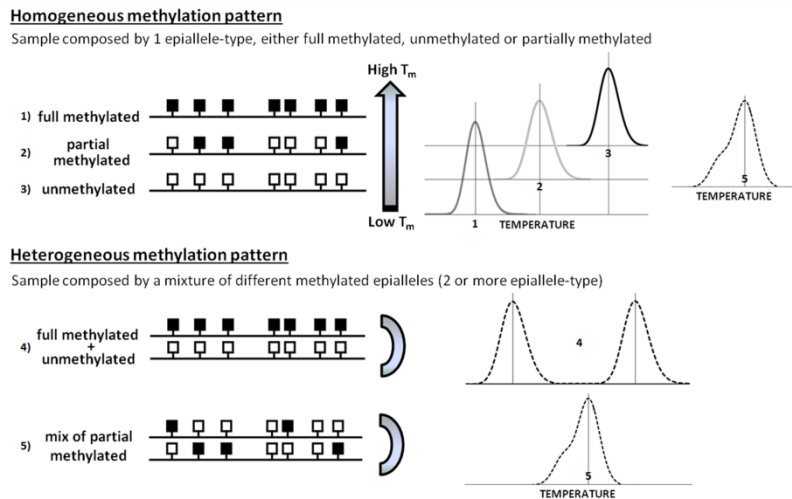 Homogeneous methylation pattern
Sample composed by 1 epiallele-type, either full methylated, unmethylated or partially methylated
High Tm
1) full methylated
2) partial
methylated
3) unmethylated
Low Tm
1
2
3
TEMPERATURE
5
TEMPERATURE
Heterogeneous methylation pattern
Sample composed by a mixture of different methylated epialleles (2 or more epiallele-type)
4) full methylated
+
unmethylated
4
5) mix of partial
methylated
5
TEMPERATURE